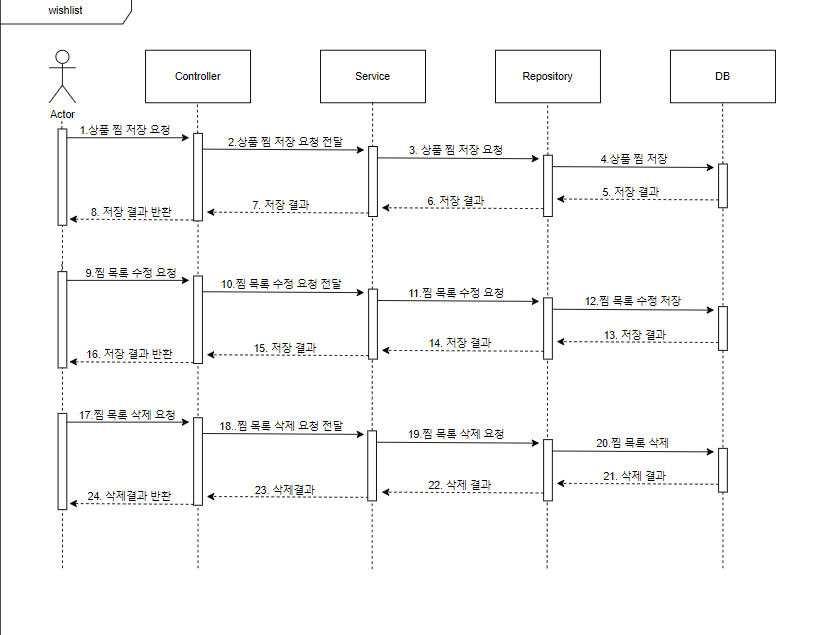 wishlist
Controller
Service
Repository
DB
Actor
1.상품 찜 저장 요청
2.상품 찜 저장 요청 전달
3. 상품 찜 저장 요청
4.상품 찜 저장
5. 저장 결과
6. 저장 결과
7. 저장 결과
8. 저장 결과 반환
9.찜 목록 수정 요청
10.찜 목록 수정 요청 전달
11.찜 목록 수정 요청
12.찜 목록 수정 저장
13. 저장 결과
14. 저장 결과
15. 저장 결과
16. 저장 결과 반환
17.찜 목록 삭제 요청
18..찜 목록 삭제 요청 전달
19.찜 목록 삭제 요청
20.찜 목록 삭제
21. 삭제 결과
22. 삭제 결과
23. 삭제결과
24. 삭제결과 반환